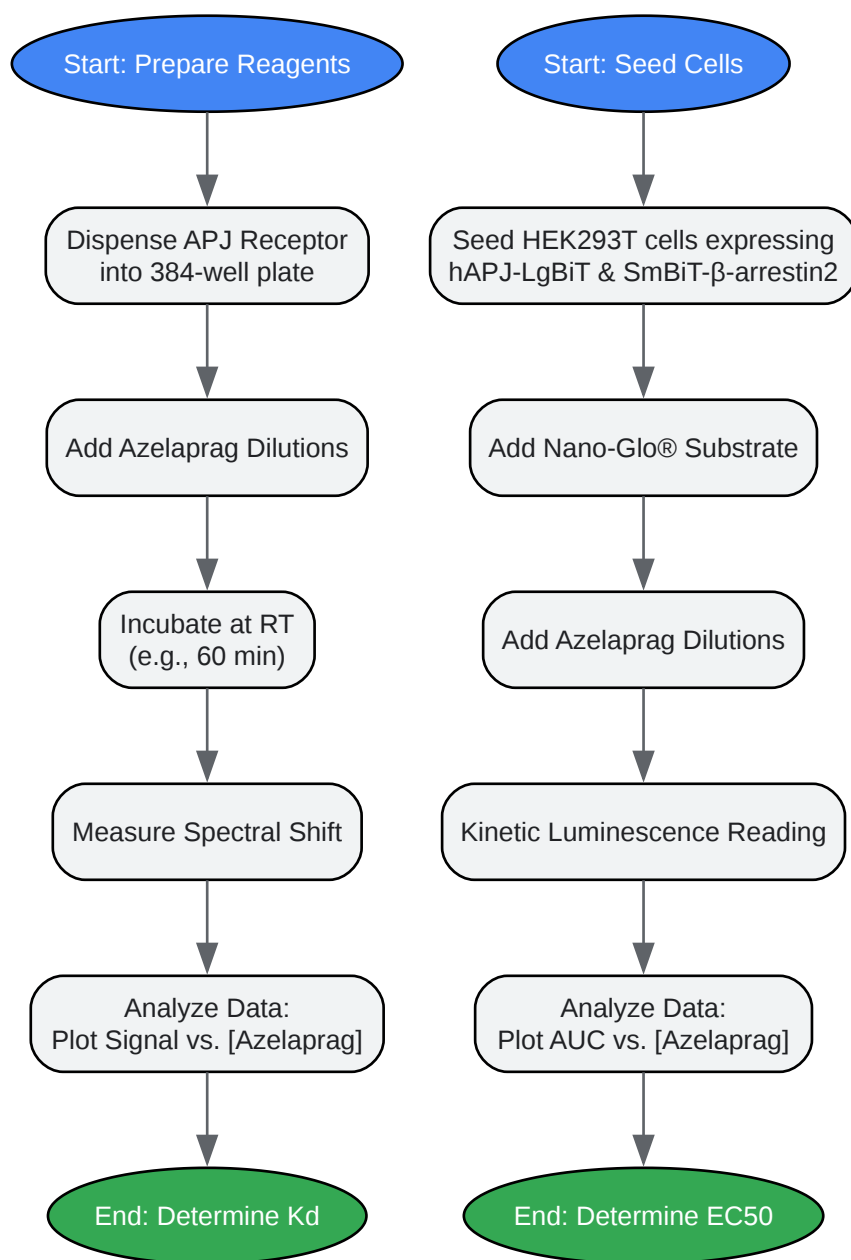 Start: Prepare Reagents
Dispense APJ Receptor
into 384-well plate
Add Azelaprag Dilutions
Incubate at RT
(e.g., 60 min)
Measure Spectral Shift
Analyze Data:
Plot Signal vs. [Azelaprag]
End: Determine Kd
Start: Seed Cells
Seed HEK293T cells expressing
hAPJ-LgBiT & SmBiT-β-arrestin2
Add Nano-Glo® Substrate
Add Azelaprag Dilutions
Kinetic Luminescence Reading
Analyze Data:
Plot AUC vs. [Azelaprag]
End: Determine EC50